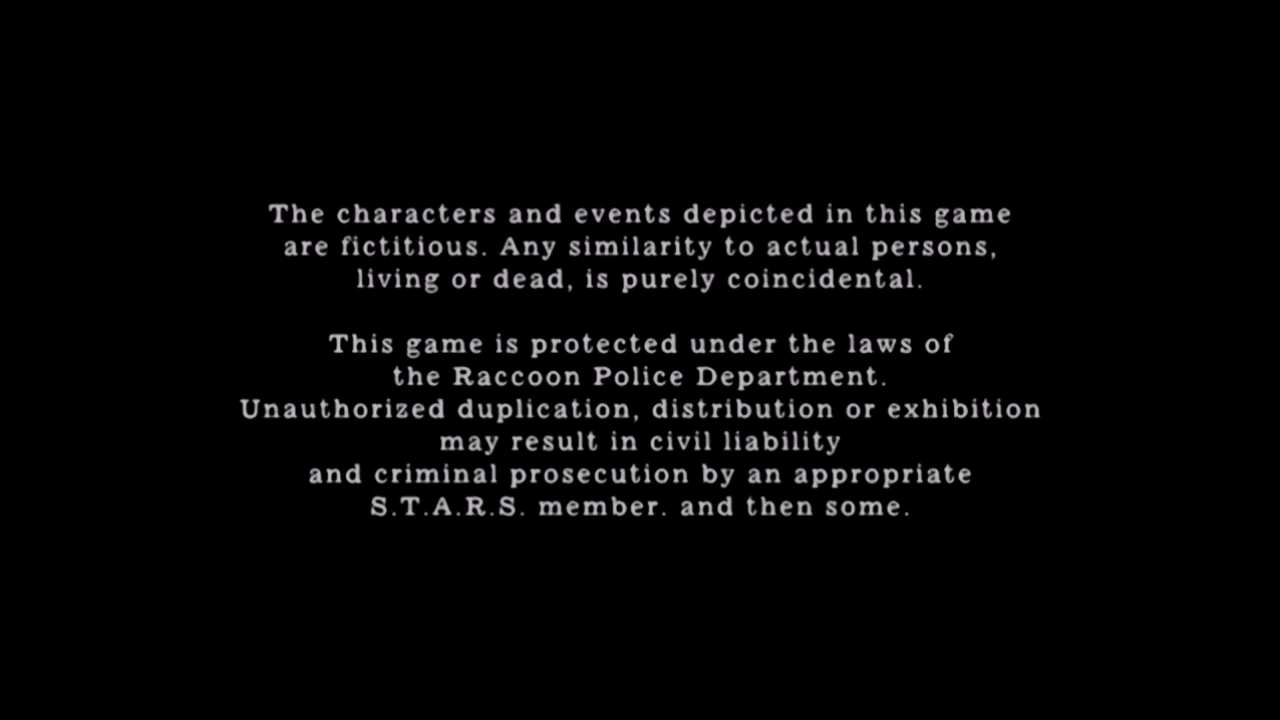 The characters and events depicted in this game
are fictitious. Any similarity to actual persons,
living or dead, is purely coincidental.
This game is protected under the laws of
the Raccoon Police Department.
Unauthorized duplication, distribution or exhibition
may result in civil liability
and criminal prosecution by an appropriate
S.T.A.R.S. member. and then some.